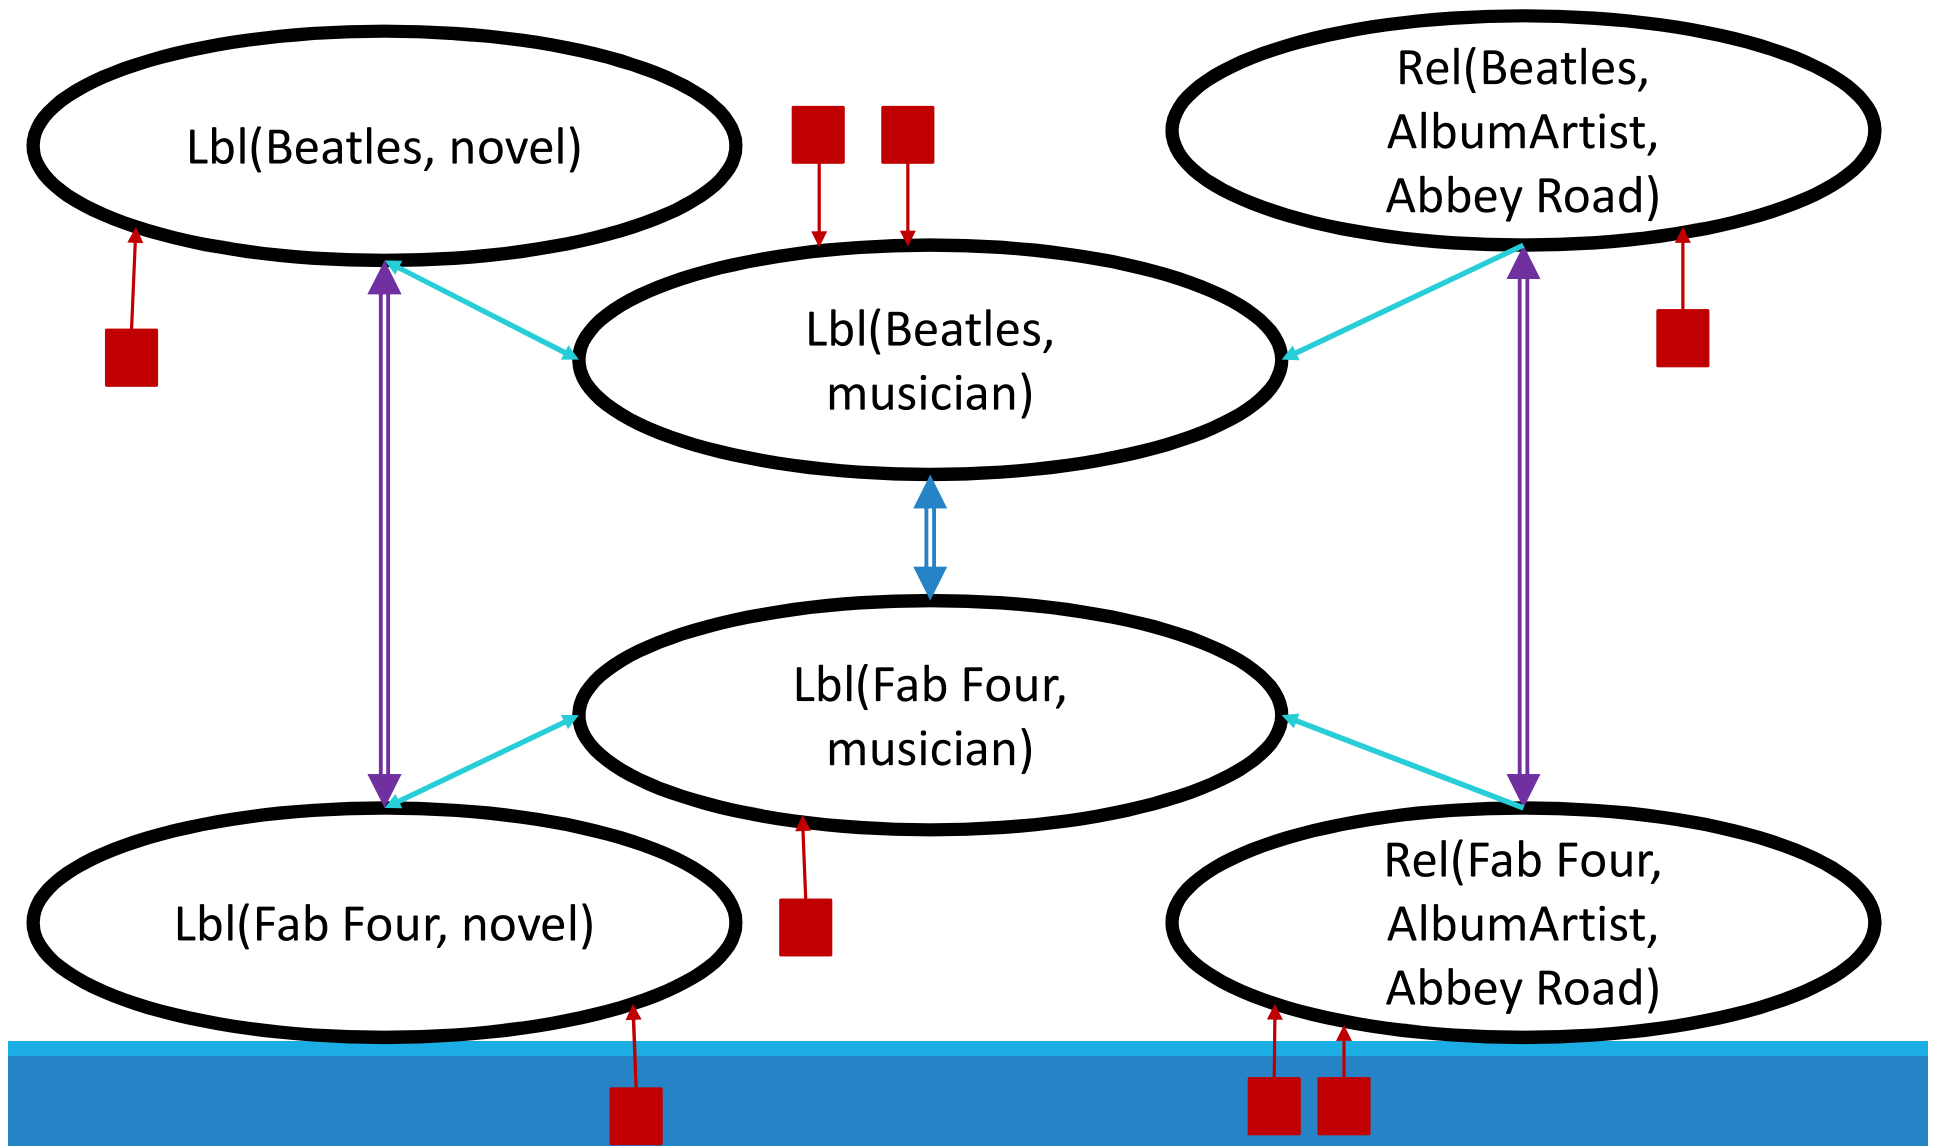 Lbl(Beatles, novel)
Rel(Beatles,
AlbumArtist,
Abbey Road)
Lbl(Beatles,
musician)
Lbl(Fab Four,
musician)
Lbl(Fab Four, novel)
Rel(Fab Four,
AlbumArtist,
Abbey Road)